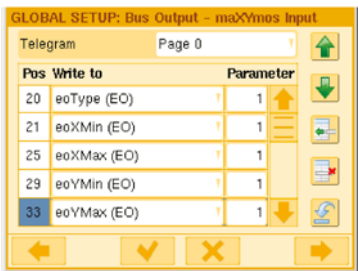 GLOBAL SETUP: Bus Output - maXYmos Input
Telegram Page 0
Pos Write to Parameter
20 eoType (EO) 1
21 eoXMin (EO) 1
25 eoXMax (EO) 1
29 eoYMin (EO) 1
33 eoYMax (EO) 1